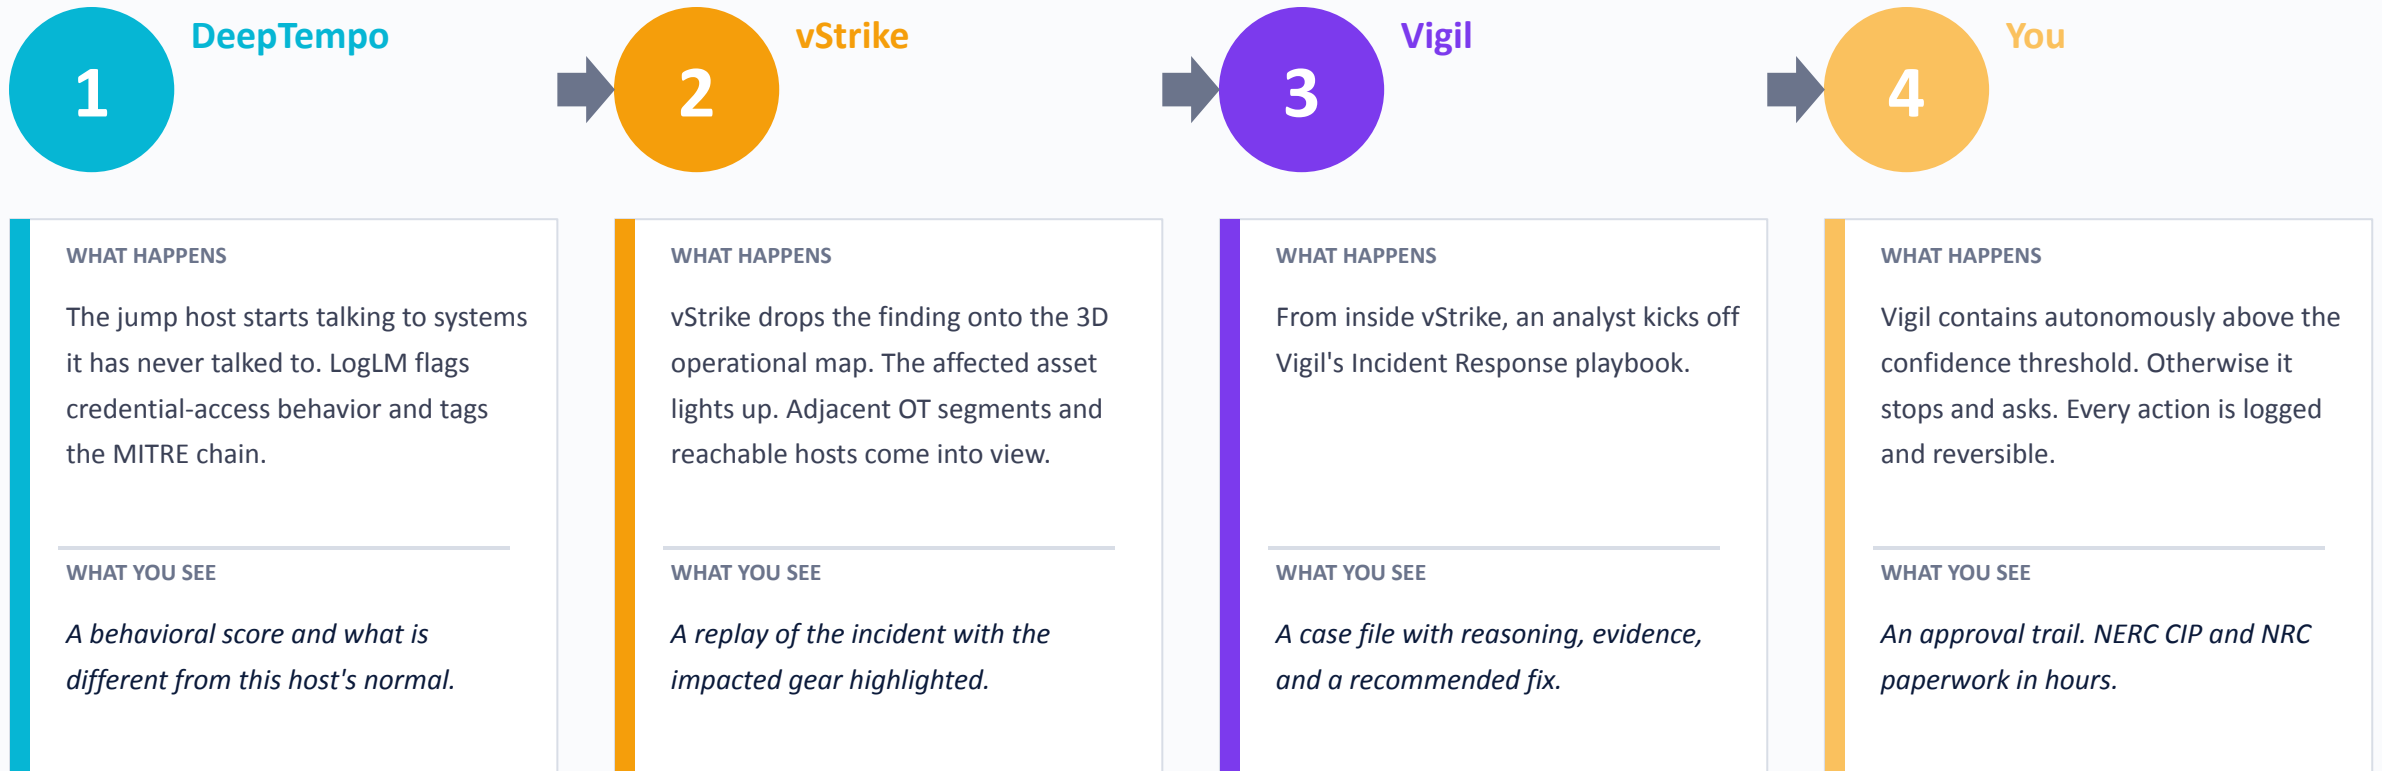 1
DeepTempo
2
vStrike
3
Vigil
4
You
WHAT HAPPENS
The jump host starts talking to systems
it has never talked to. LogLM flags
credential-access behavior and tags
the MITRE chain.
WHAT YOU SEE
A behavioral score and what is
different from this host's normal.
WHAT HAPPENS
vStrike drops the finding onto the 3D
operational map. The affected asset
lights up. Adjacent OT segments and
reachable hosts come into view.
WHAT YOU SEE
A replay of the incident with the
impacted gear highlighted.
WHAT HAPPENS
From inside vStrike, an analyst kicks off
Vigil's Incident Response playbook.
WHAT YOU SEE
A case file with reasoning, evidence,
and a recommended fix.
WHAT HAPPENS
Vigil contains autonomously above the
confidence threshold. Otherwise it
stops and asks. Every action is logged
and reversible.
WHAT YOU SEE
An approval trail. NERC CIP and NRC
paperwork in hours.